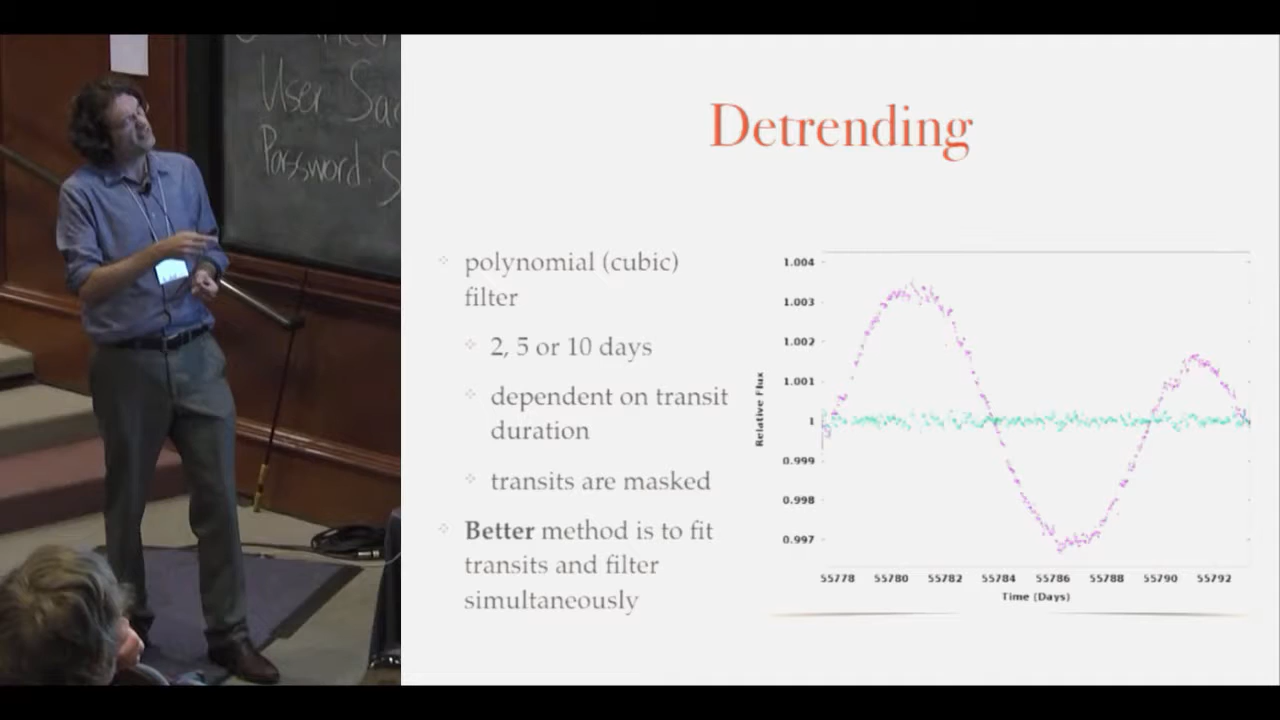 User
Password.
Detrending
polynomial (cubic)
filter
2, 5 or 10 days
dependent on transit
duration
transits are masked
Better method is to fit
transits and filter
simultaneously
1.004
1.003
1.002
1.001
1
0.999
0.998
0.997
Relative Flux
55778 55780 55782 55784 55786 55788 55790 55792
Time (Days)